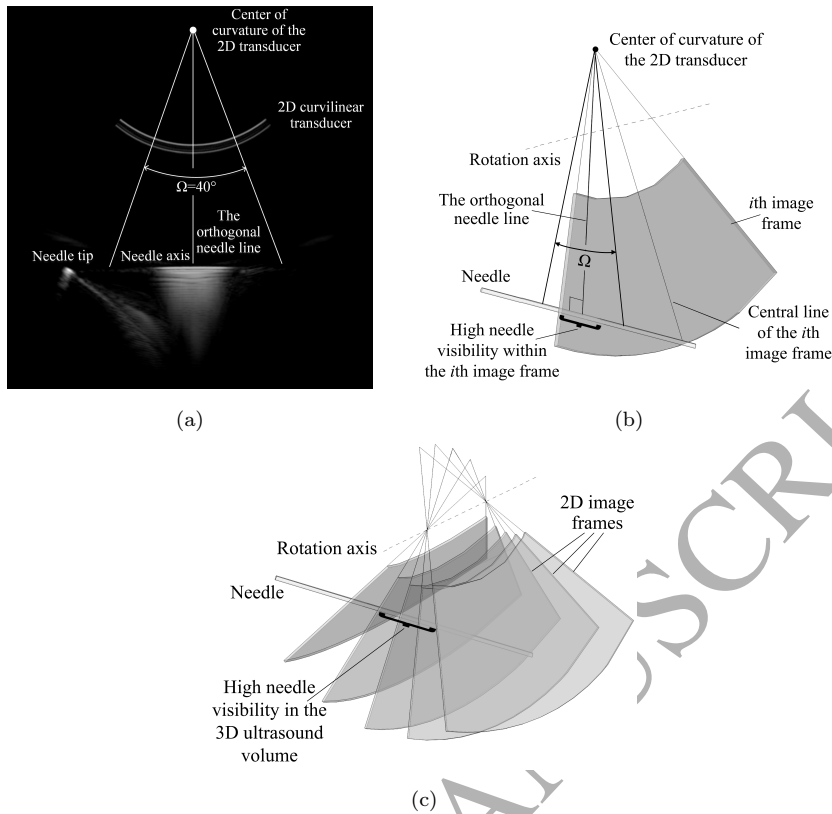 Center of
curvature of the
2D transducer
2D curvilinear
transducer
Ω=40°
The
orthogonal
needle line
Needle tip
Needle axis
(a)
Center of curvature of
the 2D transducer
Rotation axis
The orthogonal
needle line
ith image
frame
Ω
Needle
High needle
visibility within
the ith image frame
Central line
of the ith
image frame
(b)
2D image
frames
Rotation axis
Needle
High needle
visibility in the
3D ultrasound
volume
(c)